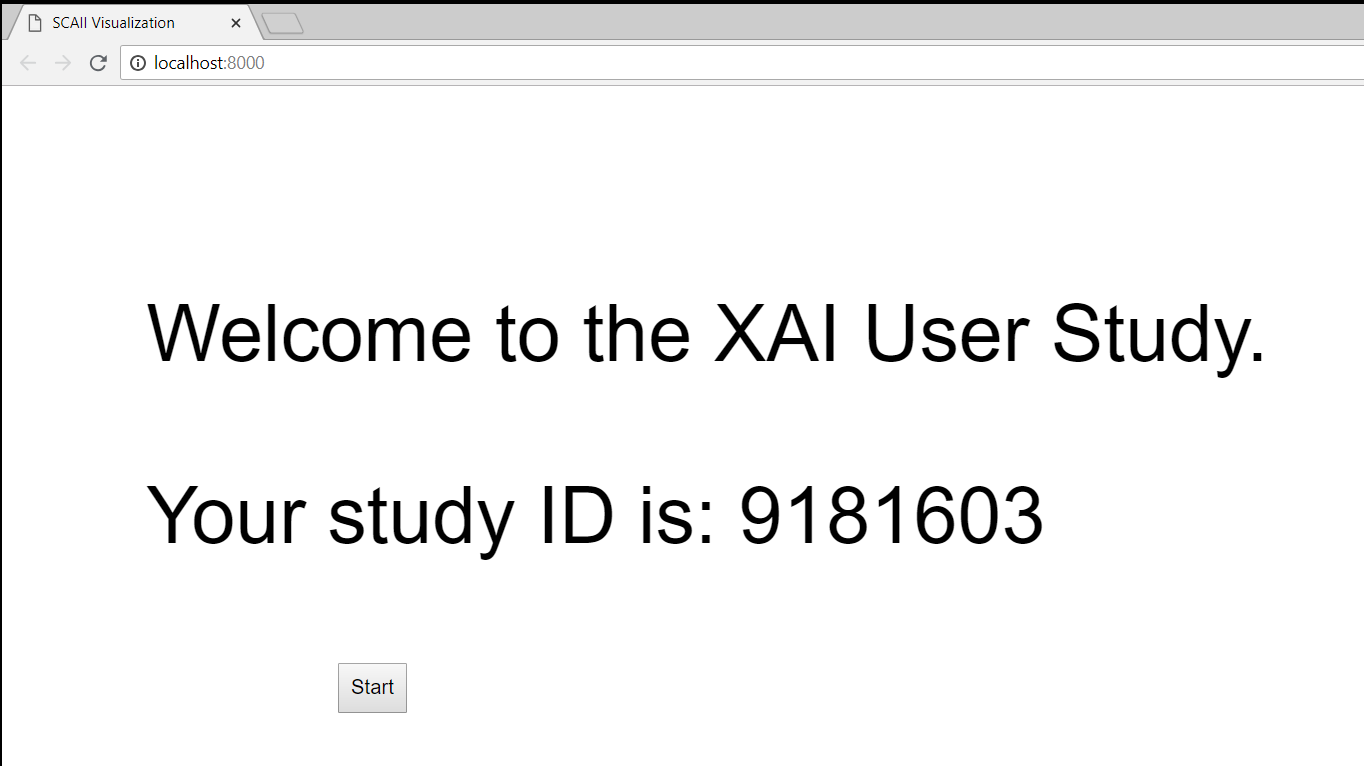 SCAII Visualization
localhost:8000
Welcome to the XAI User Study.
Your study ID is: 9181603
Start